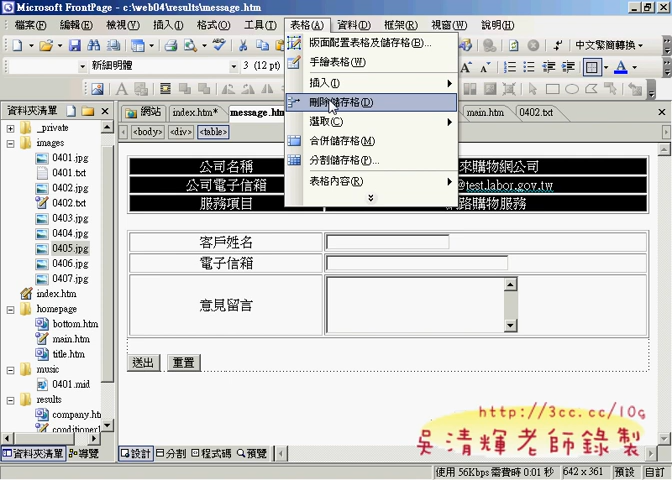 Microsoft FrontPage - c:\web04\results\message.htm
檔案(F) 編輯(E) 檢視(V) 插入(I) 格式(O) 工具(T) 表格(A) 資料(D) 框架(R) 視窗(W) 說明(H)
中文繁簡轉換
新細明體 3 (12 pt)
版面配置表格及儲存格(E)...
手繪表格(W)
插入(I)
刪除儲存格(D)
選取(C)
合併儲存格(M)
分割儲存格(P)...
表格內容(R)
資料夾清單
網站 index.htm* message.htm main.htm 0402.txt
<body> <div> <table>
_private
images
0401.jpg
0401.txt
0402.jpg
0402.txt
0403.jpg
0404.jpg
0405.jpg
0406.jpg
0407.jpg
index.htm
homepage
bottom.htm
main.htm
title.htm
music
0401.mid
results
company.ht
conditioner1
公司名稱 來購物網公司
公司電子信箱 @test.labor.gov.tw
服務項目 路購物服務
客戶姓名
電子信箱
意見留言
送出 重置
http://3cc.cc/10g
吳清輝老師錄製
資料夾清單 導覽 設計 分割 程式碼 預覽
使用 56Kbps 需費時 0:01 秒 642 x 361 預設 自訂